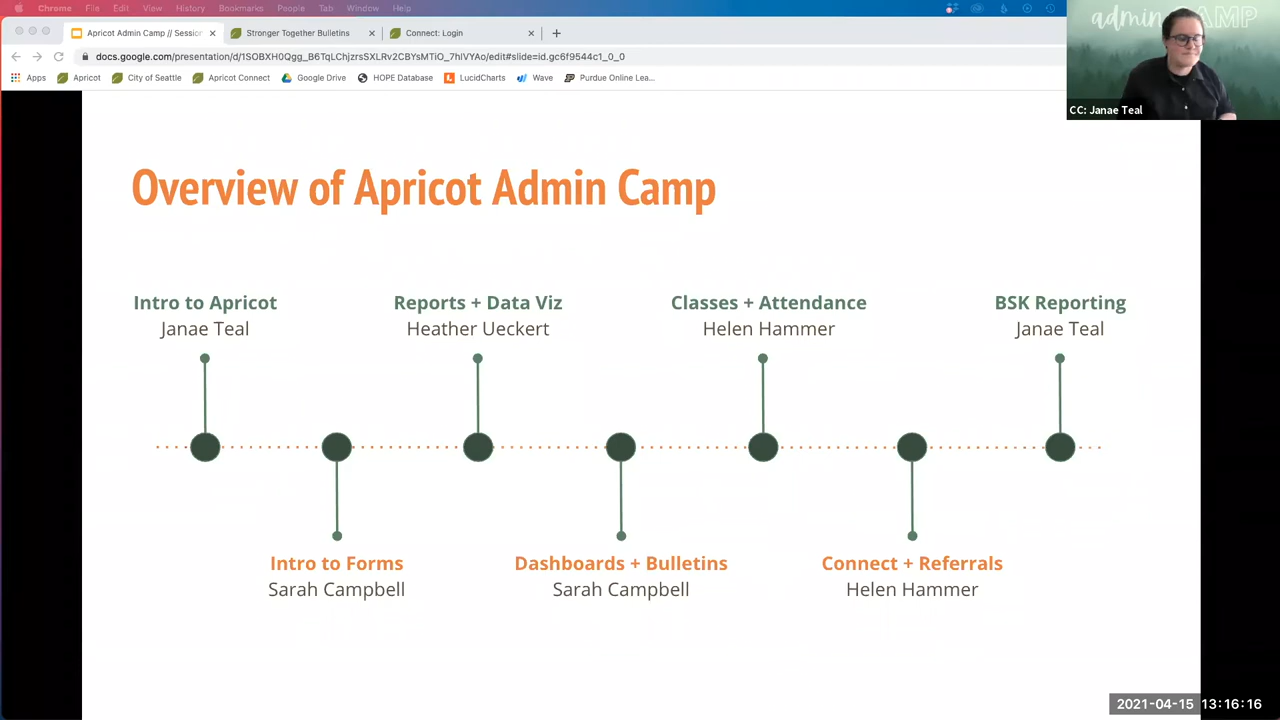 Chrome File Edit View History Bookmarks People Tab Window Help
Apricot Admin Camp // Session Stronger Together Bulletins Connect: Login
docs.google.com/presentation/d/1SOBXH0Qgg_B6TqLChjzrsSXLRv2CBYsMTiO_7hIVYAo/edit#slide=id.gc6f9544c1_0_0
Apps Apricot City of Seattle Apricot Connect Google Drive HOPE Database LucidCharts Wave Purdue Online Lea...
admin CAMP
CC: Janae Teal
Overview of Apricot Admin Camp
Intro to Apricot
Janae Teal
Reports + Data Viz
Heather Ueckert
Classes + Attendance
Helen Hammer
BSK Reporting
Janae Teal
Intro to Forms
Sarah Campbell
Dashboards + Bulletins
Sarah Campbell
Connect + Referrals
Helen Hammer
2021-04-15 13:16:16